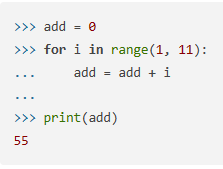 >>> add = 0
>>> for i in range(1, 11):
...     add = add + i
...
>>> print(add)
55